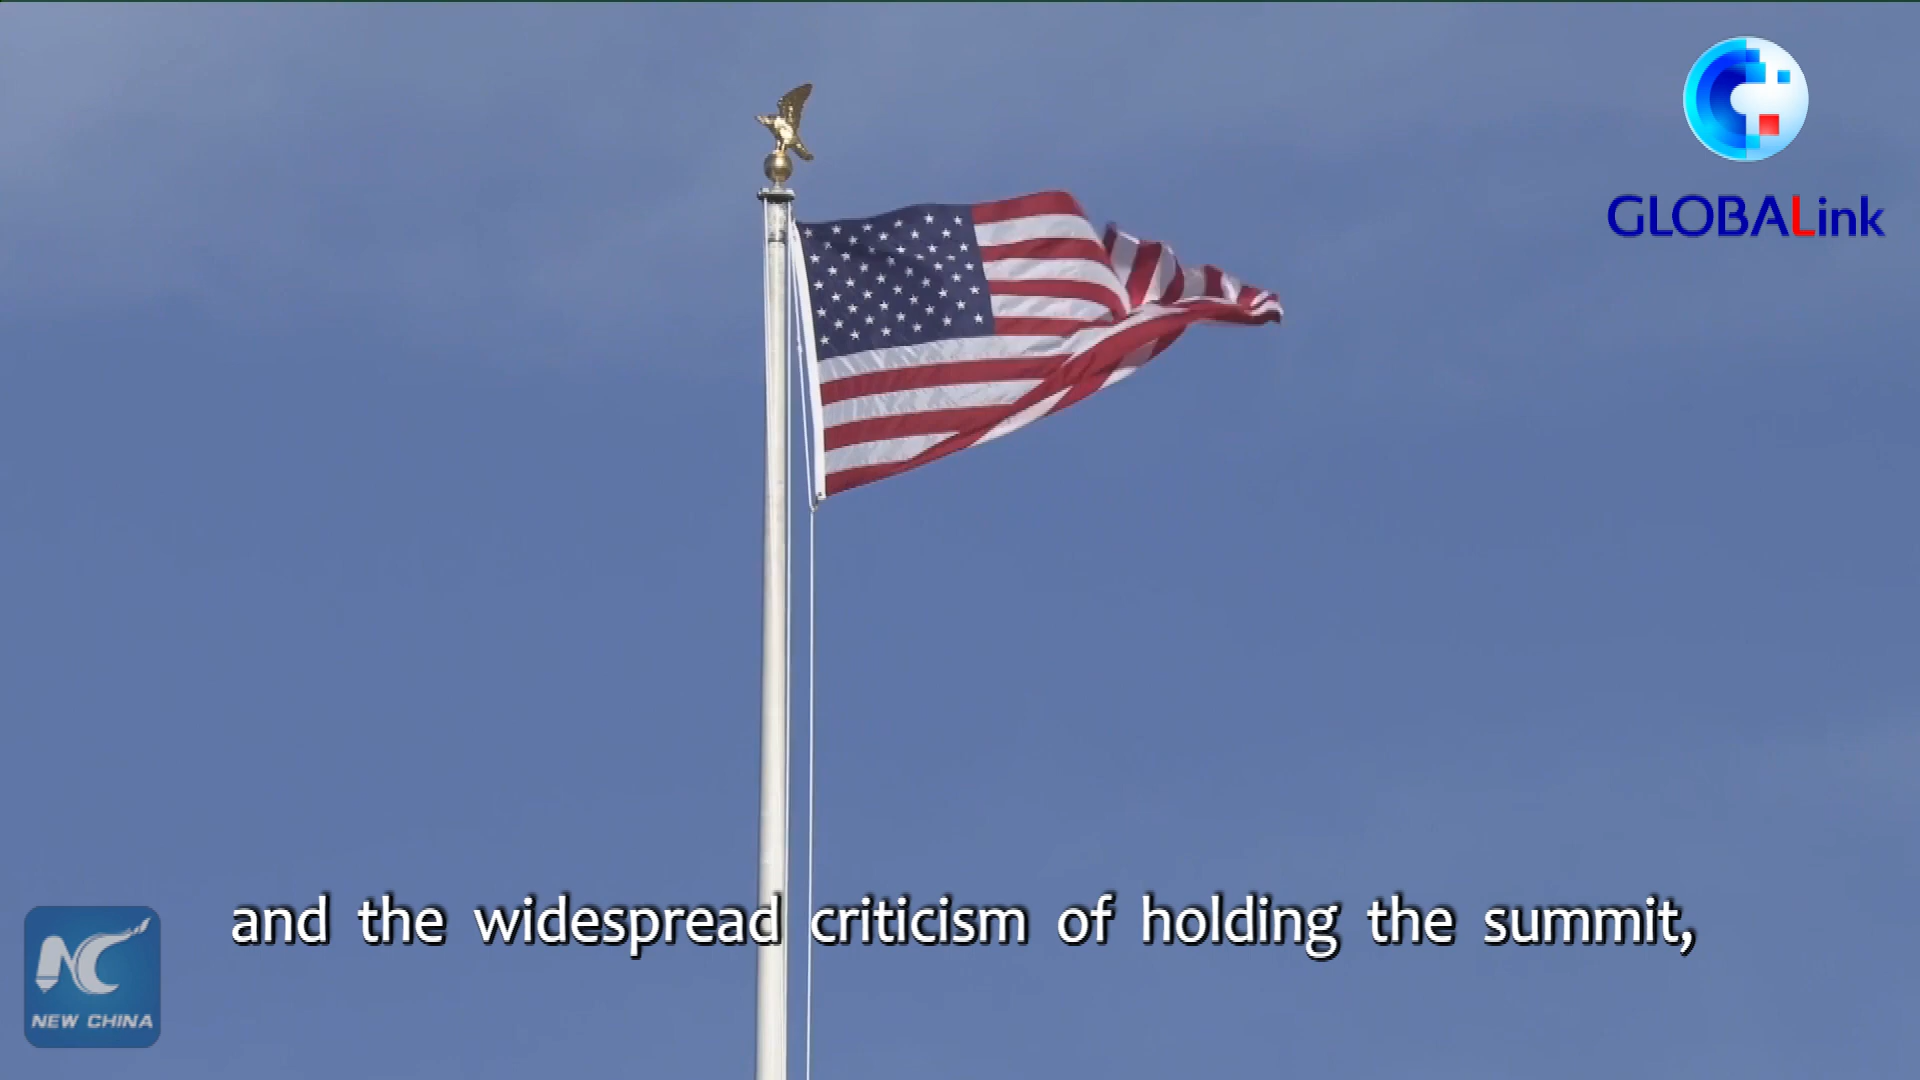 GLOBALink
and the widespread criticism of holding the summit,
NEW CHINA